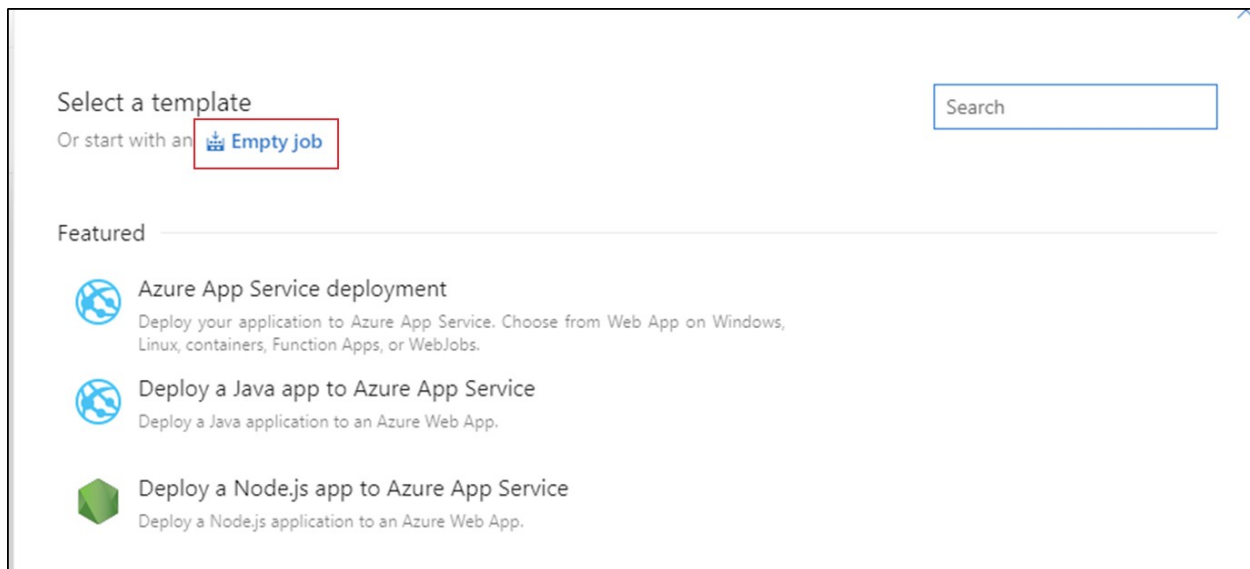 Select a template
Search
Or start with an Empty job
Featured
Azure App Service deployment
Deploy your application to Azure App Service. Choose from Web App on Windows,
Linux, containers, Function Apps, or WebJobs.
Deploy a Java app to Azure App Service
Deploy a Java application to an Azure Web App.
Deploy a Node.js app to Azure App Service
Deploy a Node.js application to an Azure Web App.